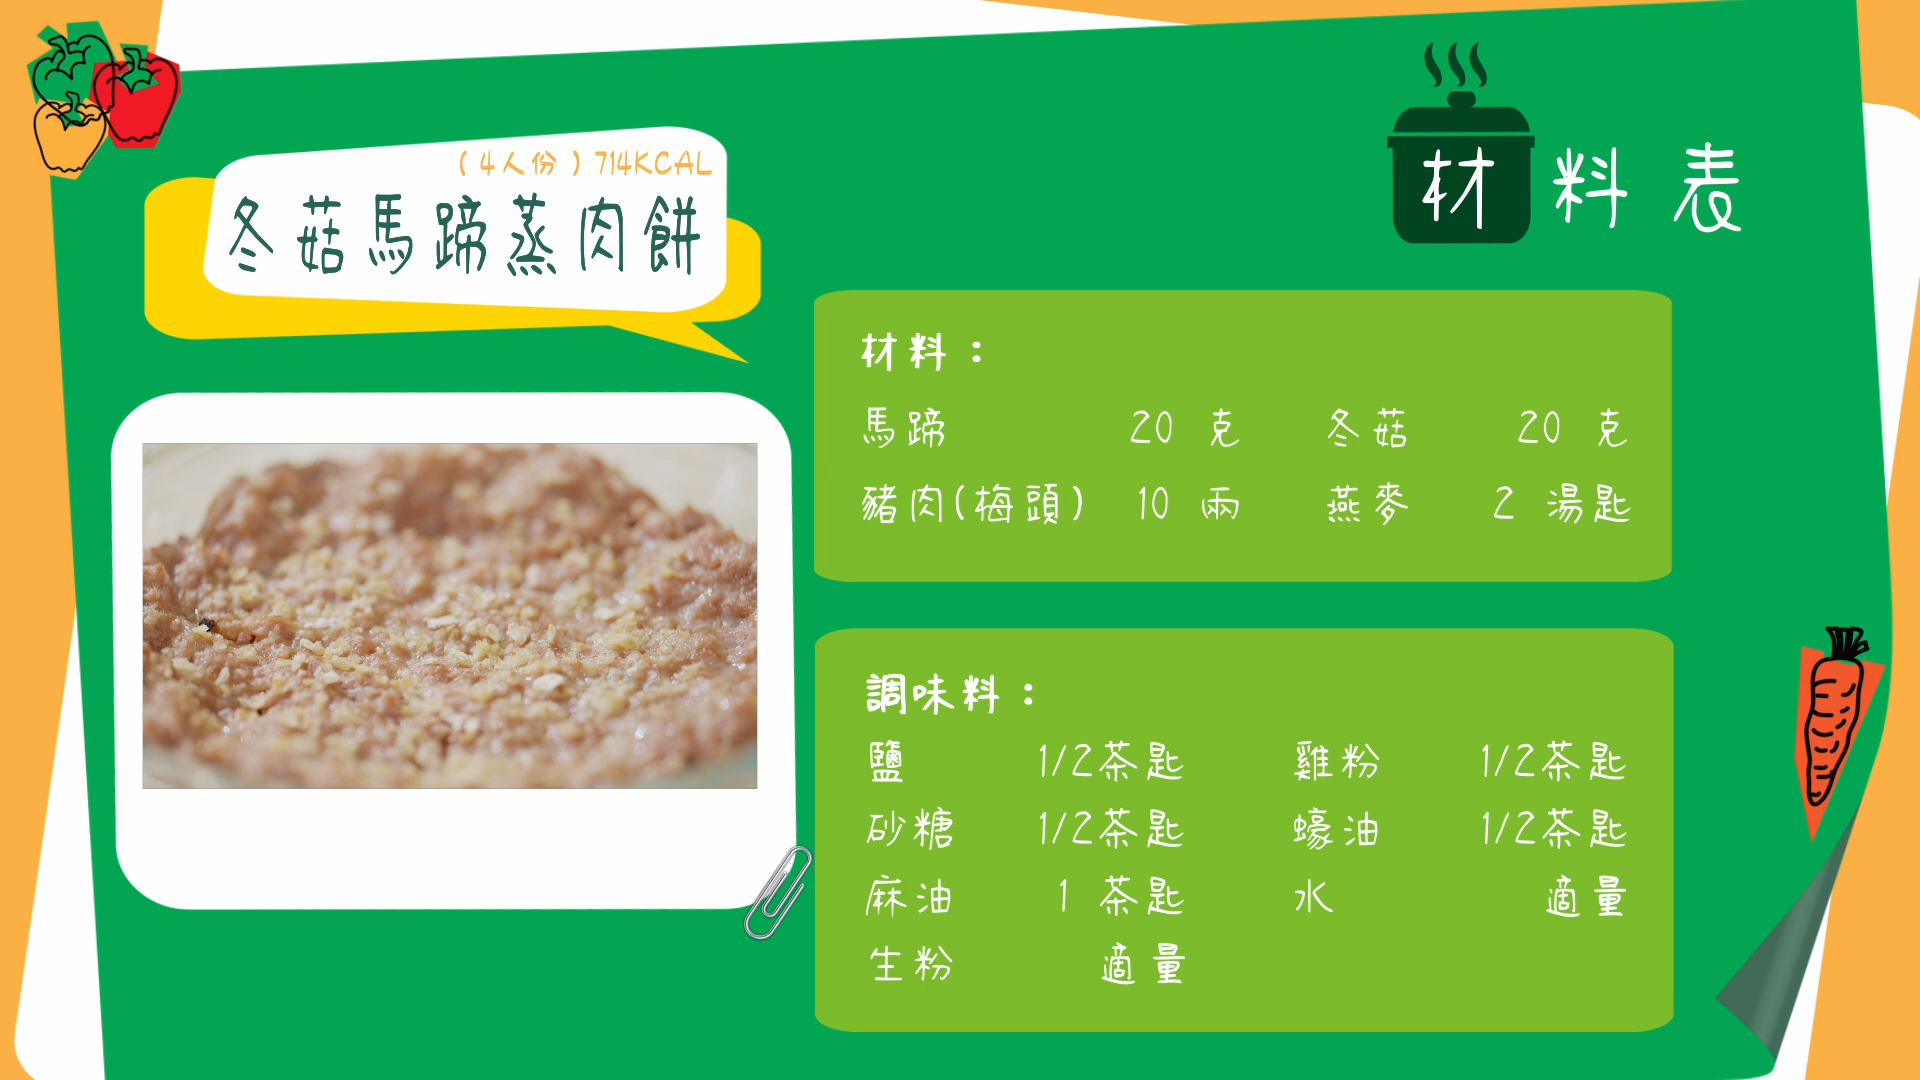 (4人份)714KCAL
冬菇馬蹄蒸肉餅
材料表
材料：
馬蹄 20 克 冬菇 20 克
豬肉(梅頭) 10 兩 燕麥 2 湯匙
調味料：
鹽 1/2茶匙 雞粉 1/2茶匙
砂糖 1/2茶匙 蠔油 1/2茶匙
麻油 1 茶匙 水 適量
生粉 適量